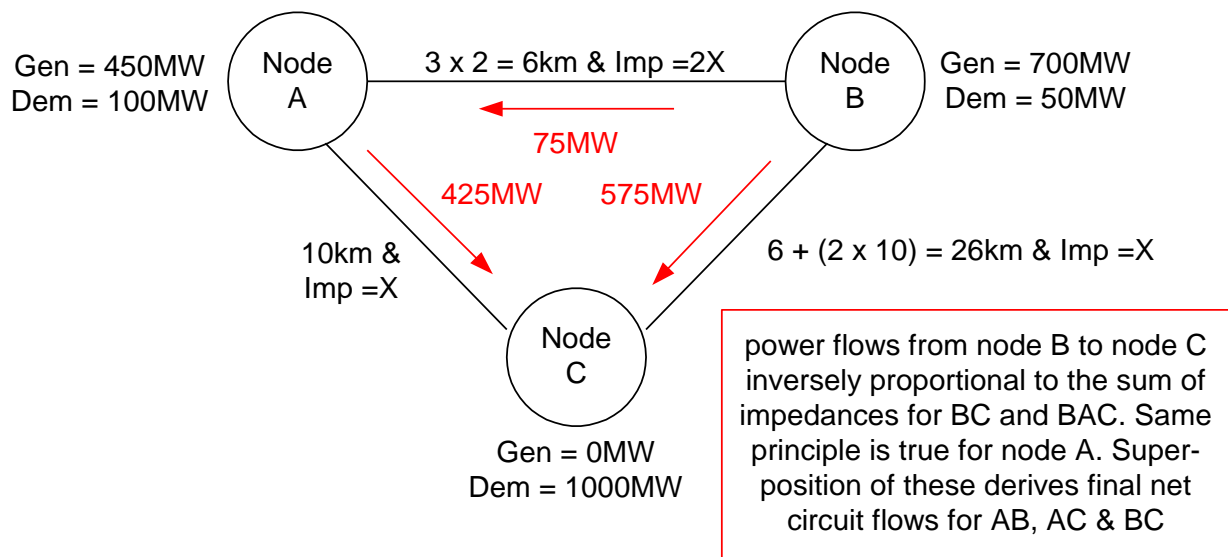 Node
A
Gen = 450MW
Dem = 100MW
3 x 2 = 6km & Imp =2X
Node
B
Gen = 700MW
Dem = 50MW
75MW
425MW
575MW
10km &
Imp =X
6 + (2 x 10) = 26km & Imp =X
Node
C
Gen = 0MW
Dem = 1000MW
power flows from node B to node C
inversely proportional to the sum of
impedances for BC and BAC. Same
principle is true for node A. Super-
position of these derives final net
circuit flows for AB, AC & BC